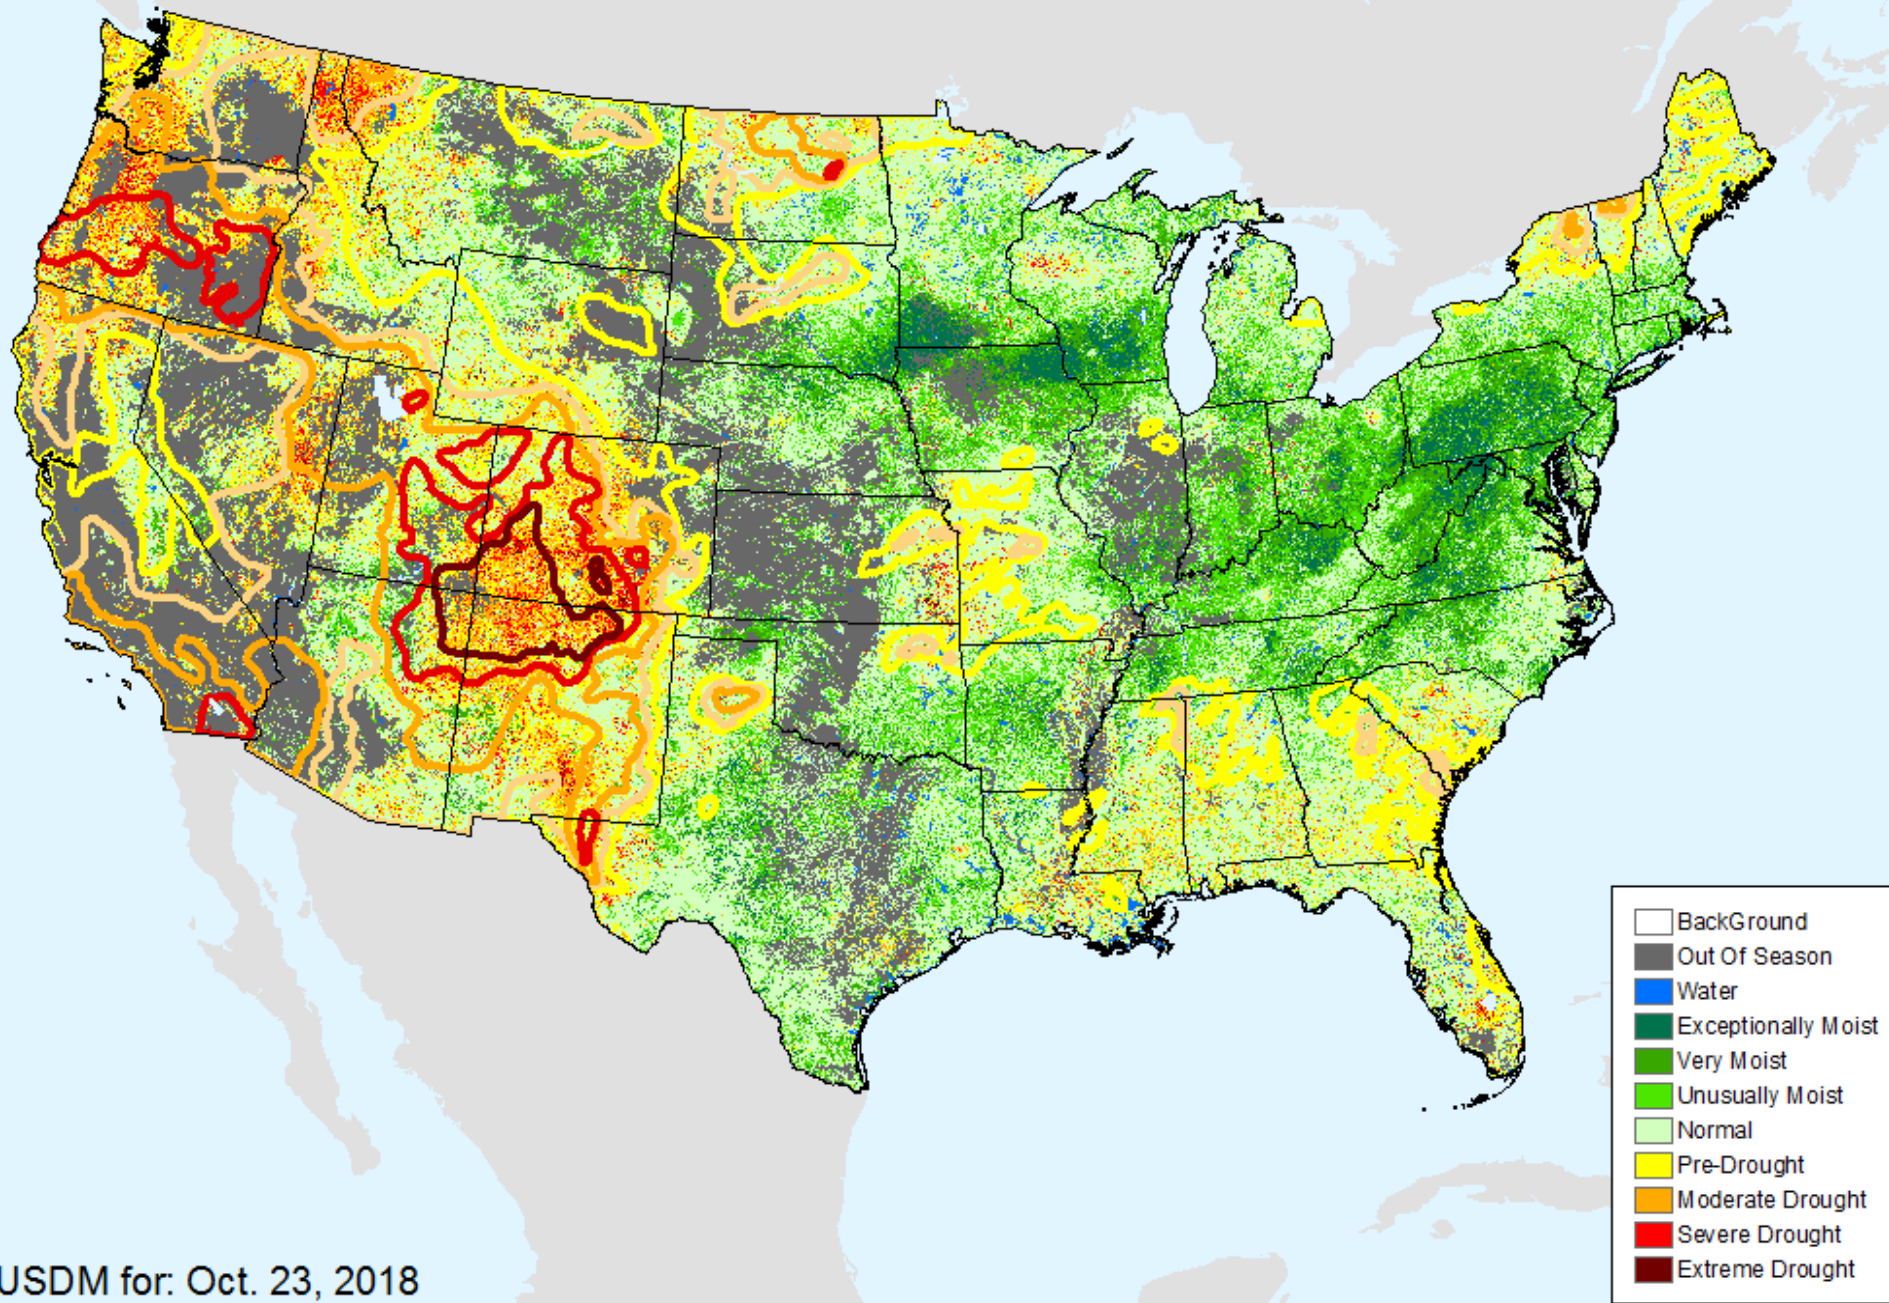 BackGround
Out Of Season
Water
Exceptionally Moist
Very Moist
Unusually Moist
Normal
Pre-Drought
Moderate Drought
Severe Drought
Extreme Drought
USDM for: Oct. 23, 2018